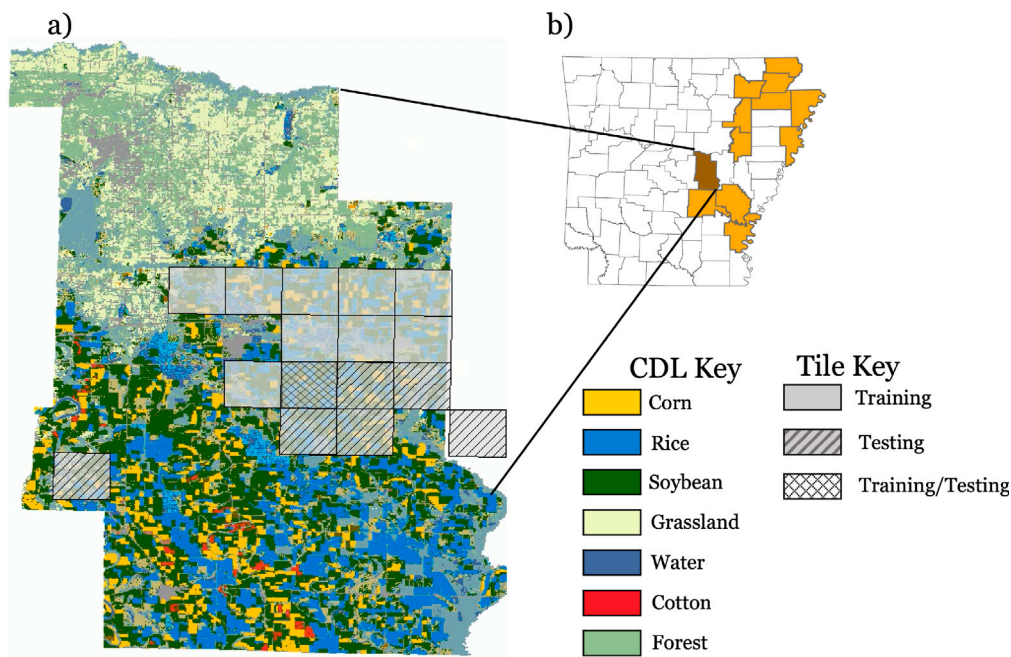 a)
b)
CDL Key
Corn
Rice
Soybean
Grassland
Water
Cotton
Forest
Tile Key
Training
Testing
Training/Testing